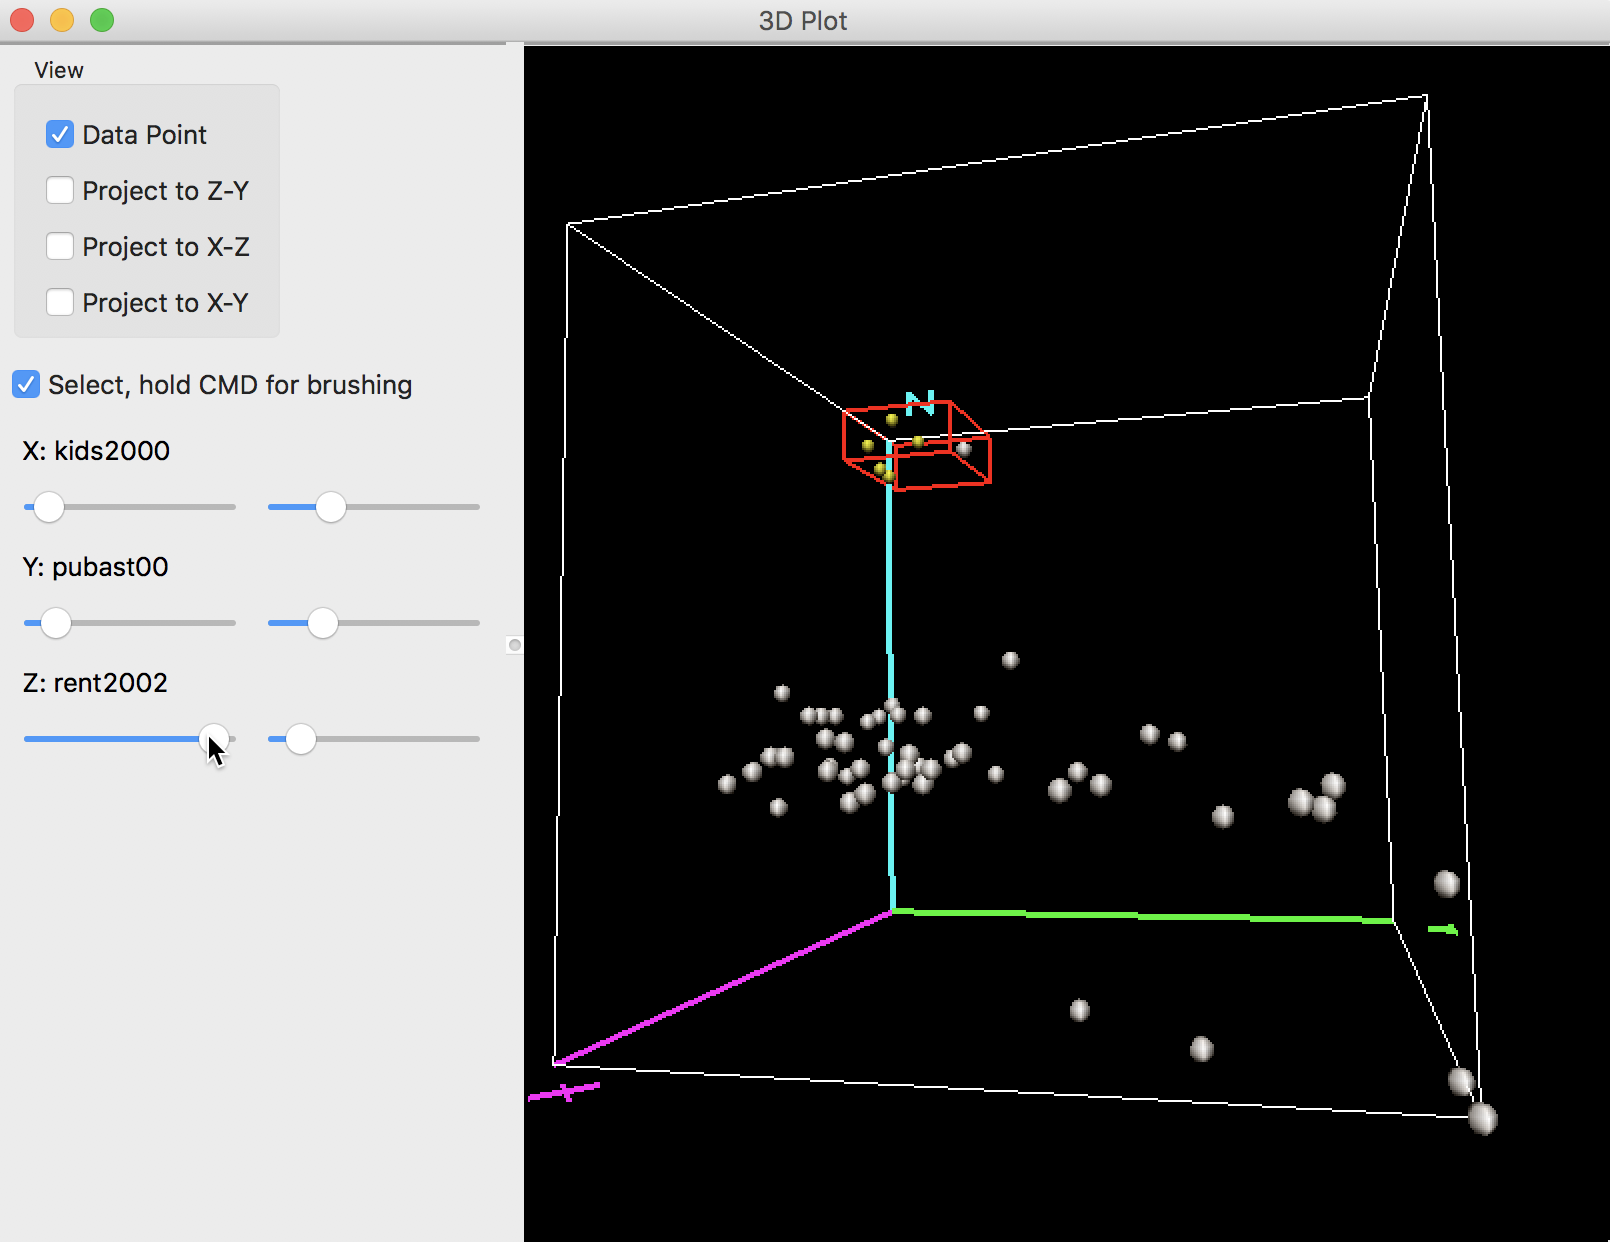 3D Plot
View
Data Point
Project to Z-Y
Project to X-Z
Project to X-Y
Select, hold CMD for brushing
X: kids2000
Y: pubast00
Z: rent2002